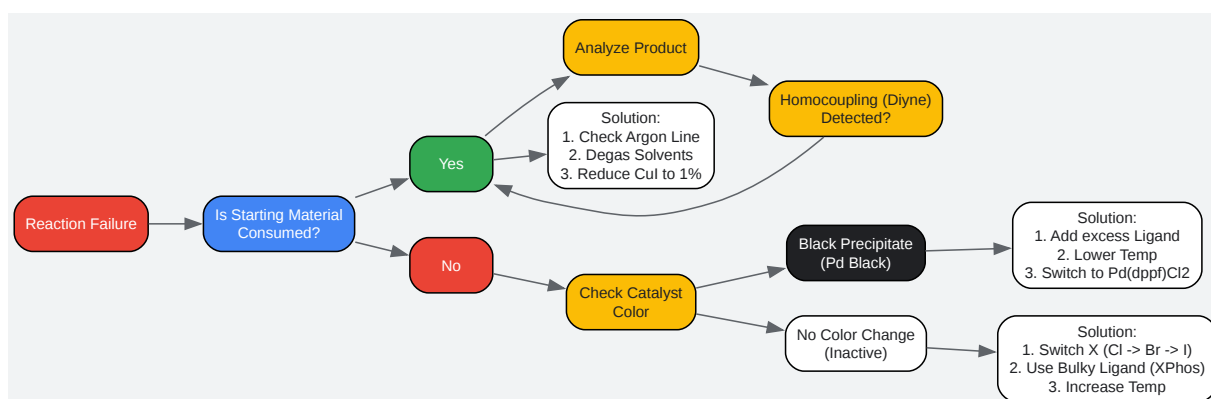 Reaction Failure
Is Starting Material
Consumed?
Yes
No
Analyze Product
Homocoupling (Diyne)
Detected?
Solution:
1. Check Argon Line
2. Degas Solvents
3. Reduce CuI to 1%
Check Catalyst
Color
Black Precipitate
(Pd Black)
Solution:
1. Add excess Ligand
2. Lower Temp
3. Switch to Pd(dppf)Cl2
No Color Change
(Inactive)
Solution:
1. Switch X (Cl -> Br -> I)
2. Use Bulky Ligand (XPhos)
3. Increase Temp